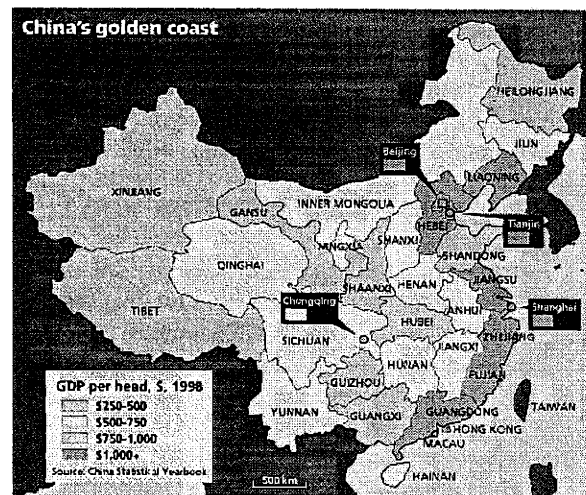 China's golden coast
HEILONGJIANG
JILIN
Beijing
LIAONING
XINJIANG
INNER MONGOLIA
GANSU
HEBEI
Tianjin
NINGXIA
SHANXI
SHANDONG
QINGHAI
SHAANXI
HENAN
JIANGSU
Chongqing
Shanghai
TIBET
HUBEI
ANHUI
ZHEJIANG
SICHUAN
HUNAN
JIANGXI
GDP per head, $, 1998
GUIZHOU
FUJIAN
$250-500
$500-750
YUNNAN
GUANGXI
GUANGDONG
TAIWAN
$750-1,000
HONG KONG
$1,000+
MACAU
Source: China Statistical Yearbook
500 km
HAINAN